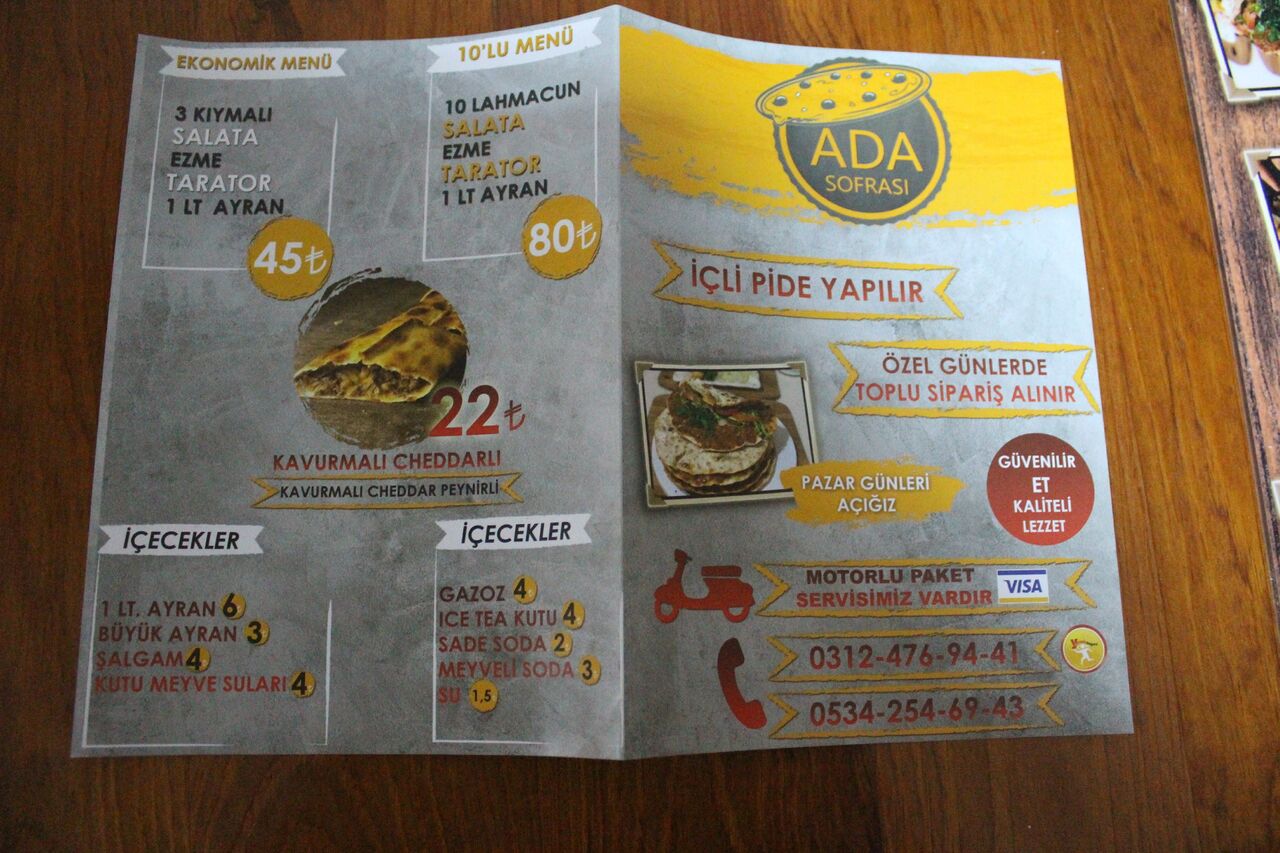 EKONOMİK MENÜ
3 KIYMALI
SALATA
EZME
TARATOR
1 LT AYRAN
45₺
10'LU MENÜ
10 LAHMACUN
SALATA
EZME
TARATOR
1 LT AYRAN
80₺
22₺
KAVURMALI CHEDDARLI
KAVURMALI CHEDDAR PEYNİRLİ
İÇECEKLER
1 LT. AYRAN 6
BÜYÜK AYRAN 3
ŞALGAM 4
KUTU MEYVE SULARI 4
İÇECEKLER
GAZOZ 4
ICE TEA KUTU 4
SADE SODA 2
MEYVELİ SODA 3
SU 1,5
ADA
SOFRASI
İÇLİ PİDE YAPILIR
ÖZEL GÜNLERDE
TOPLU SİPARİŞ ALINIR
PAZAR GÜNLERİ
AÇIĞIZ
GÜVENİLİR
ET
KALİTELİ
LEZZET
MOTORLU PAKET
SERVİSİMİZ VARDIR
VISA
0312-476-94-41
0534-254-69-43